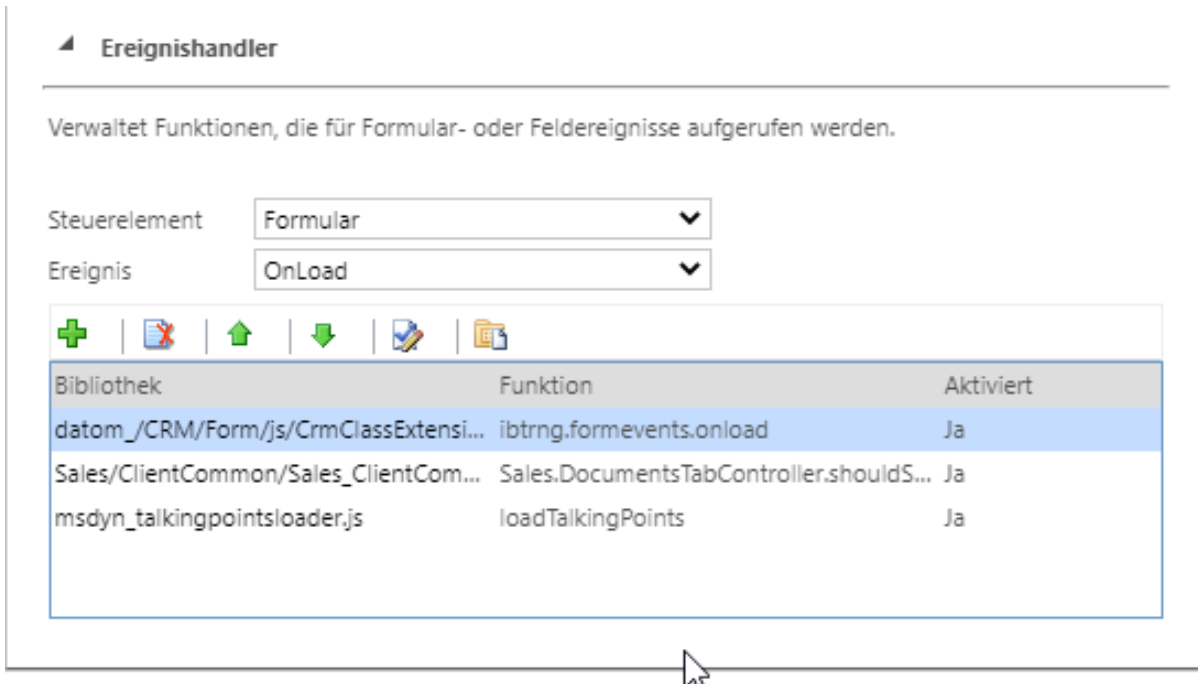 Ereignishandler
Verwaltet Funktionen, die für Formular- oder Feldereignisse aufgerufen werden.
Steuerelement Formular
Ereignis OnLoad
Bibliothek Funktion Aktiviert
datom_/CRM/Form/js/CrmClassExtensi... ibtrng.formevents.onload Ja
Sales/ClientCommon/Sales_ClientCom... Sales.DocumentsTabController.shouldS... Ja
msdyn_talkingpointsloader.js loadTalkingPoints Ja